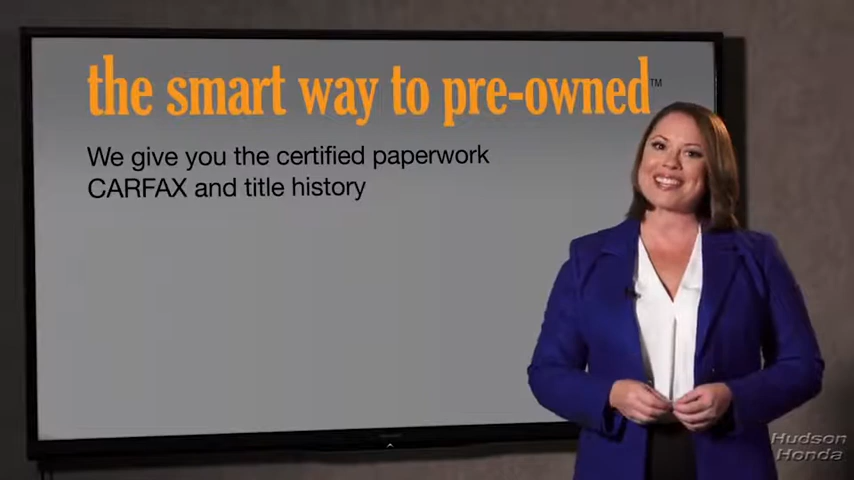 the smart way to pre-owned™
We give you the certified paperwork
CARFAX and title history
Hudson
Honda